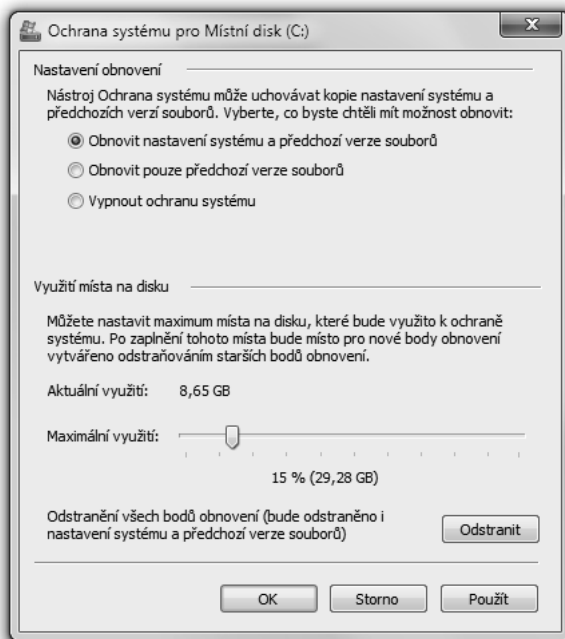 Ochrana systému pro Místní disk (C:)
Nastavení obnovení
Nástroj Ochrana systému může uchovávat kopie nastavení systému a
předchozích verzí souborů. Vyberte, co byste chtěli mít možnost obnovit:
Obnovit nastavení systému a předchozí verze souborů
Obnovit pouze předchozí verze souborů
Vypnout ochranu systému
Využití místa na disku
Můžete nastavit maximum místa na disku, které bude využito k ochraně
systému. Po zaplnění tohoto místa bude místo pro nové body obnovení
vytvářeno odstraňováním starších bodů obnovení.
Aktuální využití: 8,65 GB
Maximální využití:
15 % (29,28 GB)
Odstranění všech bodů obnovení (bude odstraněno i
nastavení systému a předchozí verze souborů)
Odstranit
OK Storno Použít